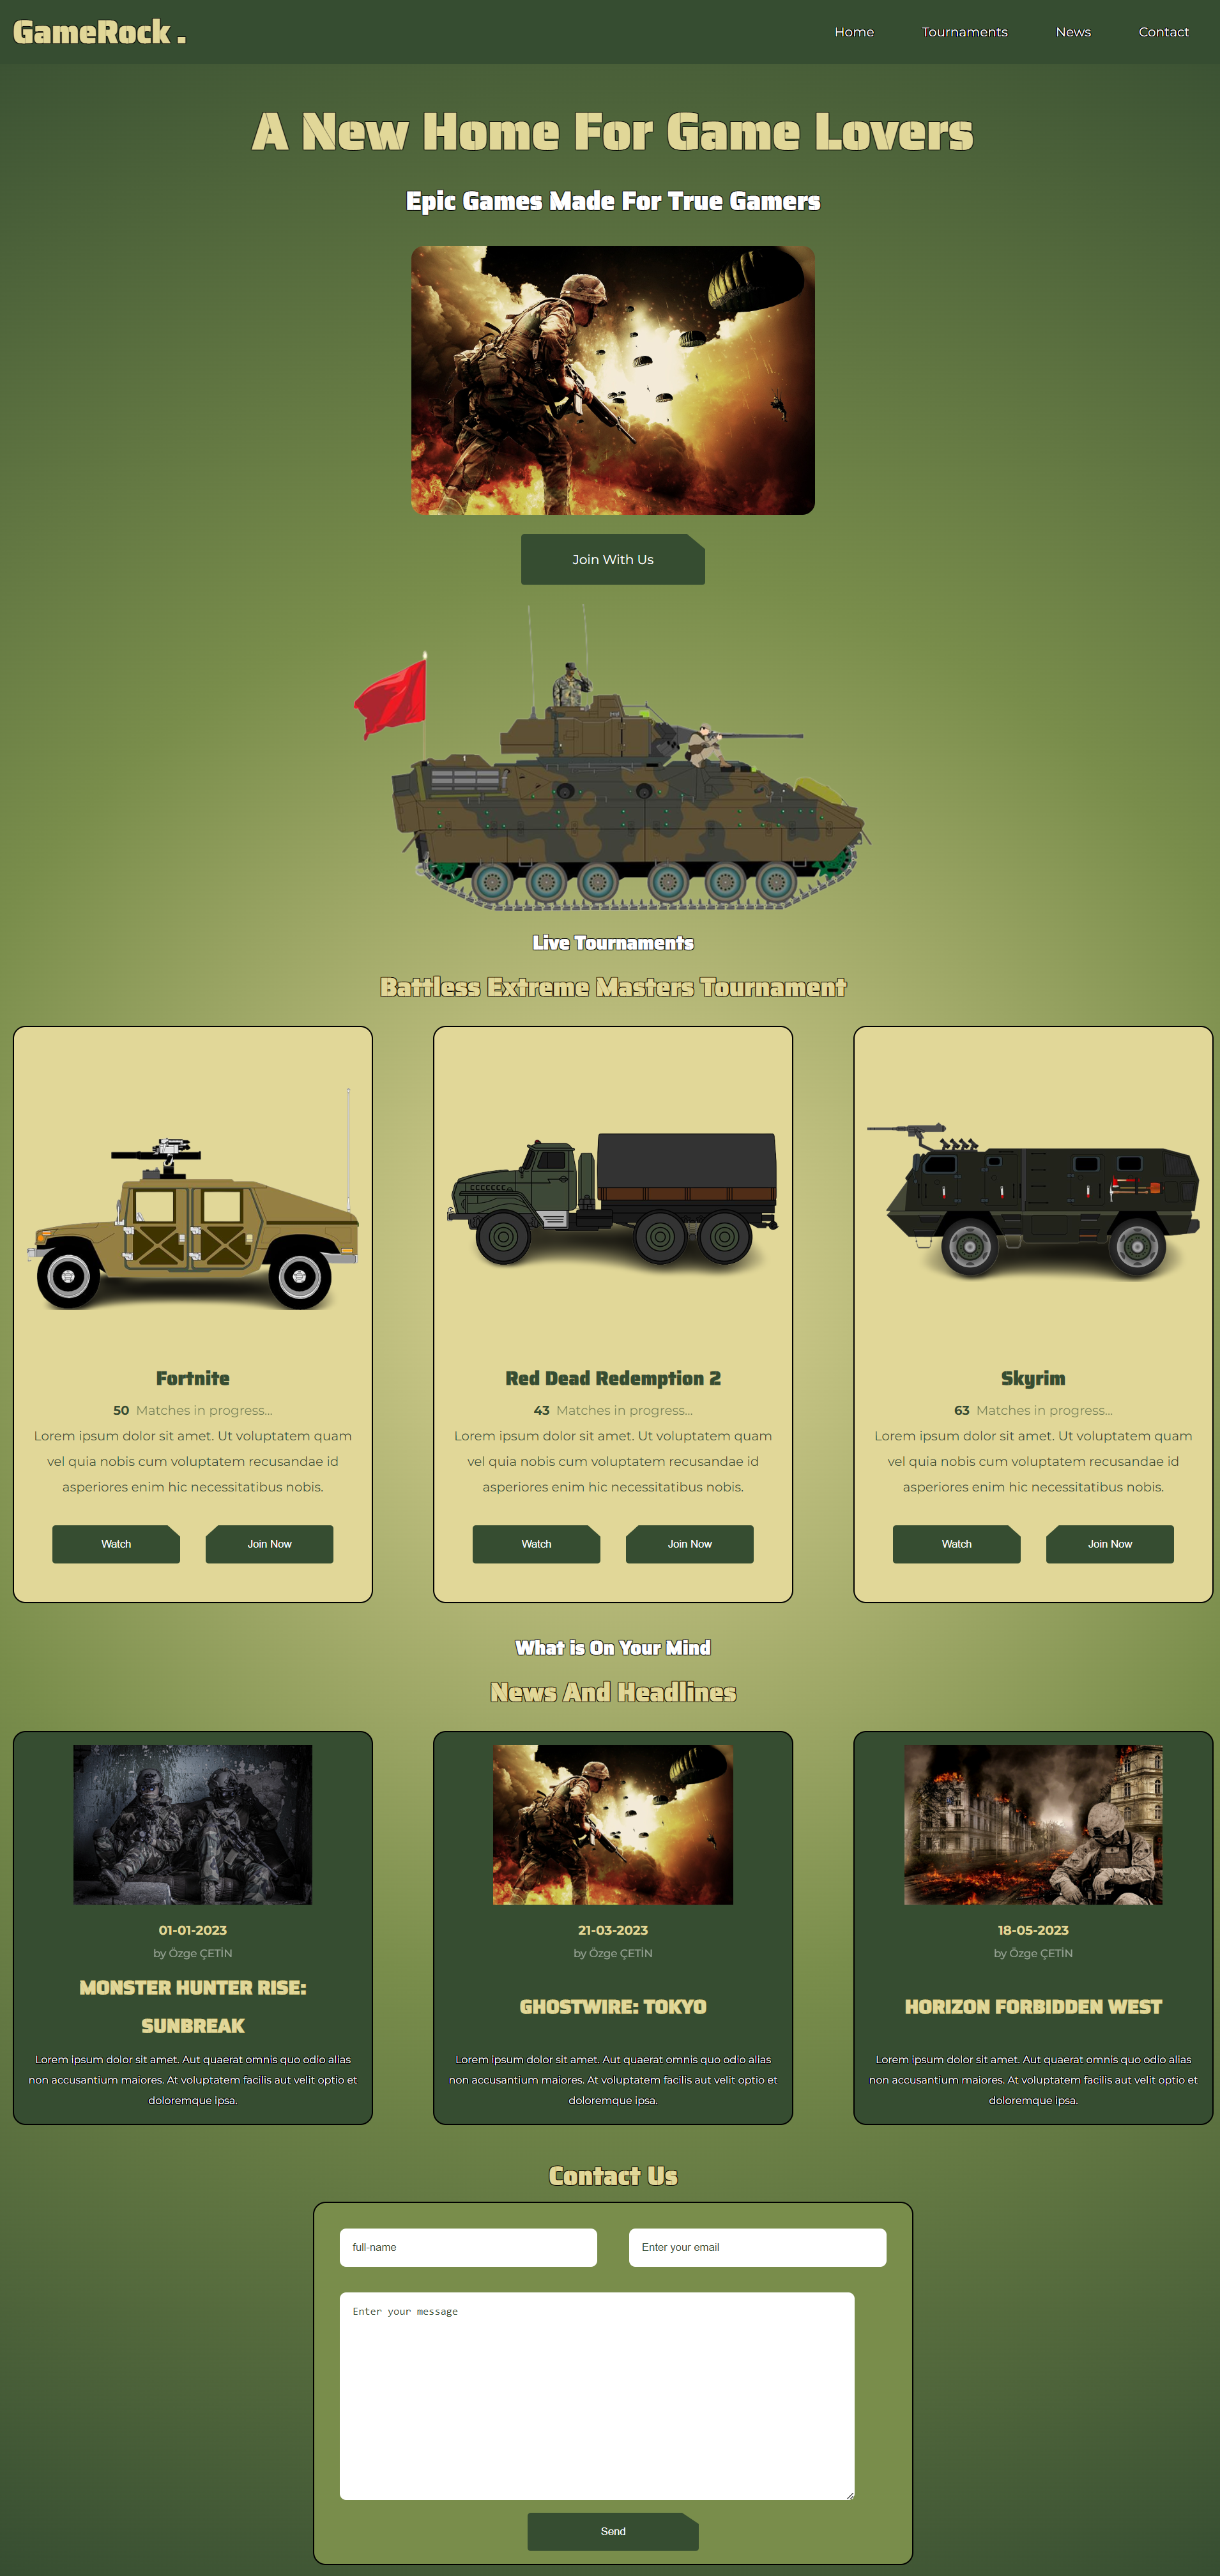 GameRock .
Home
Tournaments
News
Contact
A New Home For Game Lovers
Epic Games Made For True Gamers
Join With Us
Live Tournaments
Battless Extreme Masters Tournament
Fortnite
50 Matches in progress...
Lorem ipsum dolor sit amet. Ut voluptatem quam
vel quia nobis cum voluptatem recusandae id
asperiores enim hic necessitatibus nobis.
Watch
Join Now
Red Dead Redemption 2
43 Matches in progress...
Lorem ipsum dolor sit amet. Ut voluptatem quam
vel quia nobis cum voluptatem recusandae id
asperiores enim hic necessitatibus nobis.
Watch
Join Now
Skyrim
63 Matches in progress...
Lorem ipsum dolor sit amet. Ut voluptatem quam
vel quia nobis cum voluptatem recusandae id
asperiores enim hic necessitatibus nobis.
Watch
Join Now
What is On Your Mind
News And Headlines
01-01-2023
by Özge ÇETİN
MONSTER HUNTER RISE:
SUNBREAK
Lorem ipsum dolor sit amet. Aut quaerat omnis quo odio alias
non accusantium maiores. At voluptatem facilis aut velit optio et
doloremque ipsa.
21-03-2023
by Özge ÇETİN
GHOSTWIRE: TOKYO
Lorem ipsum dolor sit amet. Aut quaerat omnis quo odio alias
non accusantium maiores. At voluptatem facilis aut velit optio et
doloremque ipsa.
18-05-2023
by Özge ÇETİN
HORIZON FORBIDDEN WEST
Lorem ipsum dolor sit amet. Aut quaerat omnis quo odio alias
non accusantium maiores. At voluptatem facilis aut velit optio et
doloremque ipsa.
Contact Us
full-name
Enter your email
Enter your message
Send